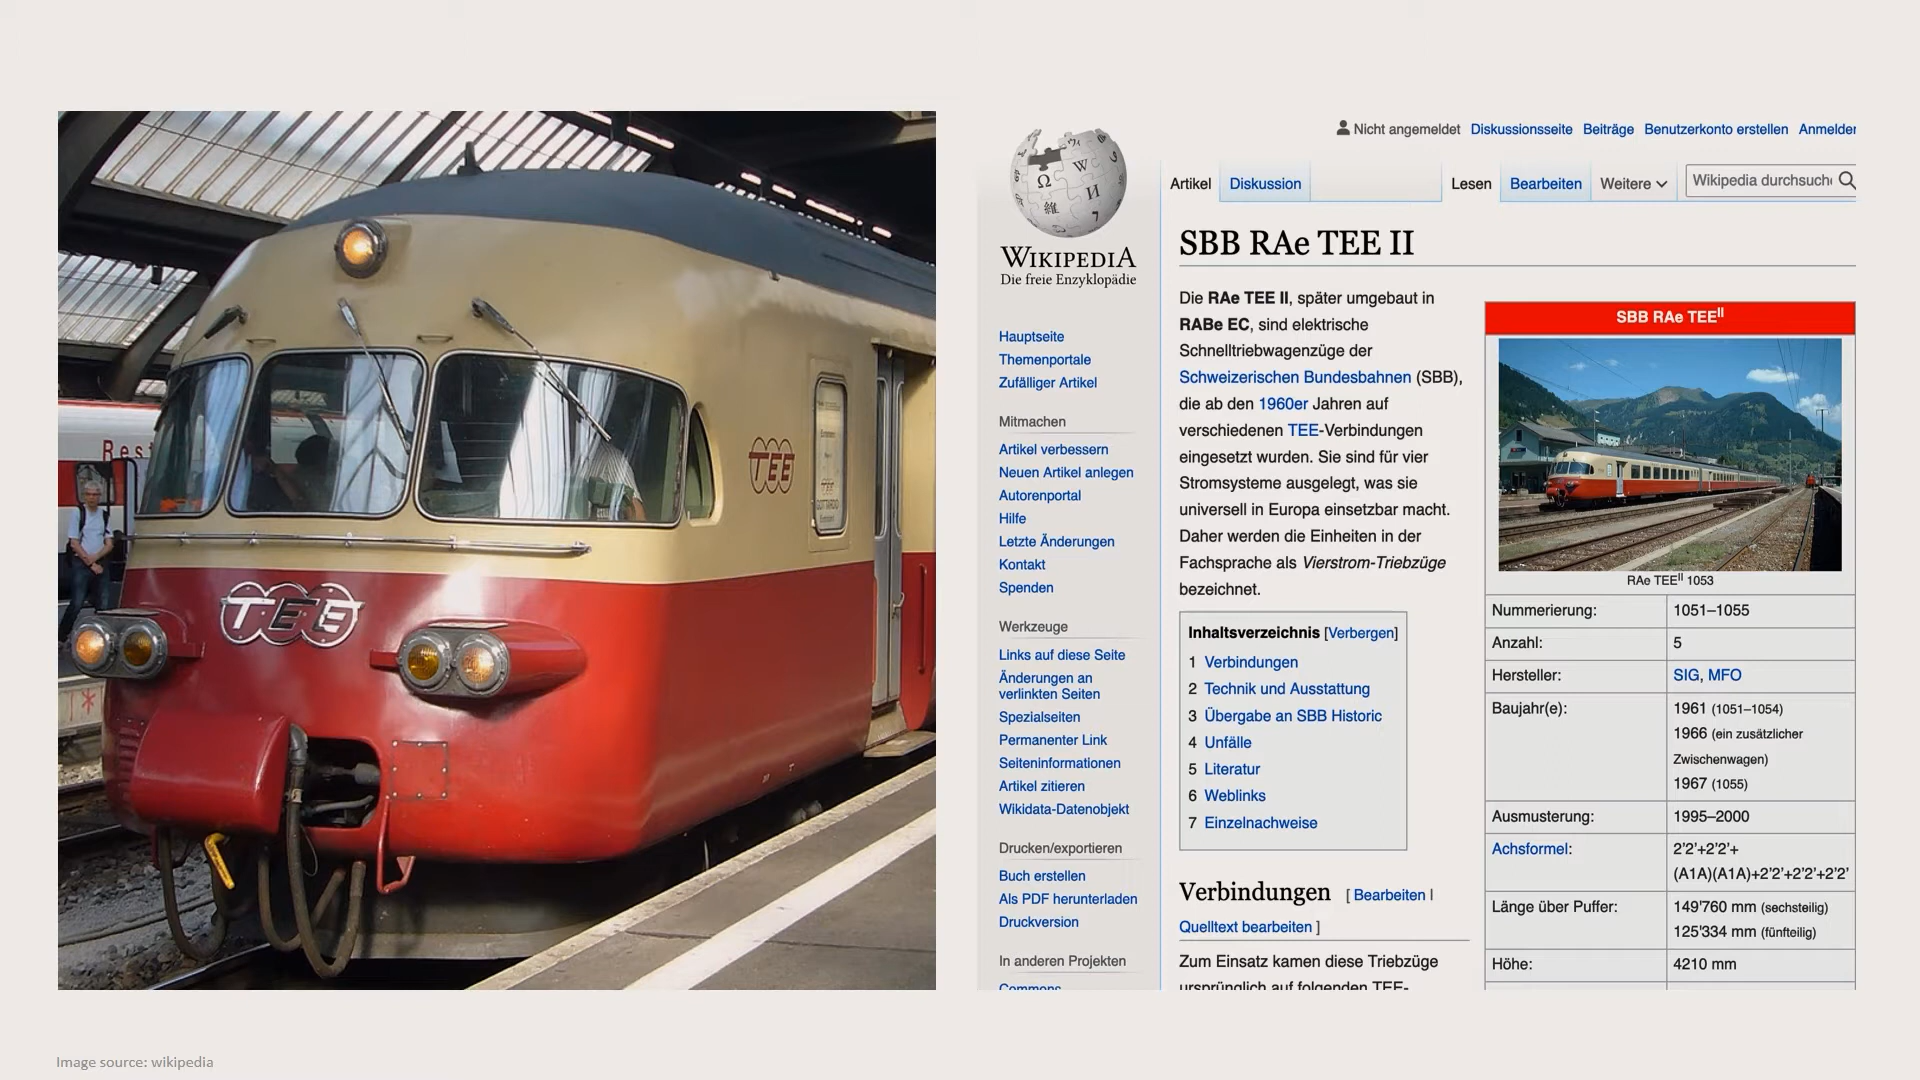 Rest
TEE
TEE
Nicht angemeldet Diskussionsseite Beiträge Benutzerkonto erstellen
Artikel Diskussion Lesen Bearbeiten Weitere
WIKIPEDIA
Die freie Enzyklopädie
Hauptseite
Themenportale
Zufälliger Artikel
Mitmachen
Artikel verbessern
Neuen Artikel anlegen
Autorenportal
Hilfe
Letzte Änderungen
Kontakt
Spenden
Werkzeuge
Links auf diese Seite
Änderungen an
verlinkten Seiten
Spezialseiten
Permanenter Link
Seiteninformationen
Artikel zitieren
Wikidata-Datenobjekt
Drucken/exportieren
Buch erstellen
Als PDF herunterladen
Druckversion
In anderen Projekten
Commons
SBB RAe TEE II
Die RAe TEE II, später umgebaut in
RABe EC, sind elektrische
Schnelltriebwagenzüge der
Schweizerischen Bundesbahnen (SBB),
die ab den 1960er Jahren auf
verschiedenen TEE-Verbindungen
eingesetzt wurden. Sie sind für vier
Stromsysteme ausgelegt, was sie
universell in Europa einsetzbar macht.
Daher werden die Einheiten in der
Fachsprache als Vierstrom-Triebzüge
bezeichnet.
Inhaltsverzeichnis [Verbergen]
1 Verbindungen
2 Technik und Ausstattung
3 Übergabe an SBB Historic
4 Unfälle
5 Literatur
6 Weblinks
7 Einzelnachweise
Verbindungen [ Bearbeiten |
Quelltext bearbeiten ]
Zum Einsatz kamen diese Triebzüge
ursprünglich auf folgenden TEE-
SBB RAe TEE II
RAe TEE II 1053
Nummerierung: 1051–1055
Anzahl: 5
Hersteller: SIG, MFO
Baujahr(e): 1961 (1051–1054)
1966 (ein zusätzlicher
Zwischenwagen)
1967 (1055)
Ausmusterung: 1995–2000
Achsformel: 2'2'+2'2'+
(A1A)(A1A)+2'2'+2'2'+2'2'
Länge über Puffer: 149'760 mm (sechsteilig)
125'334 mm (fünfteilig)
Höhe: 4210 mm
Image source: wikipedia